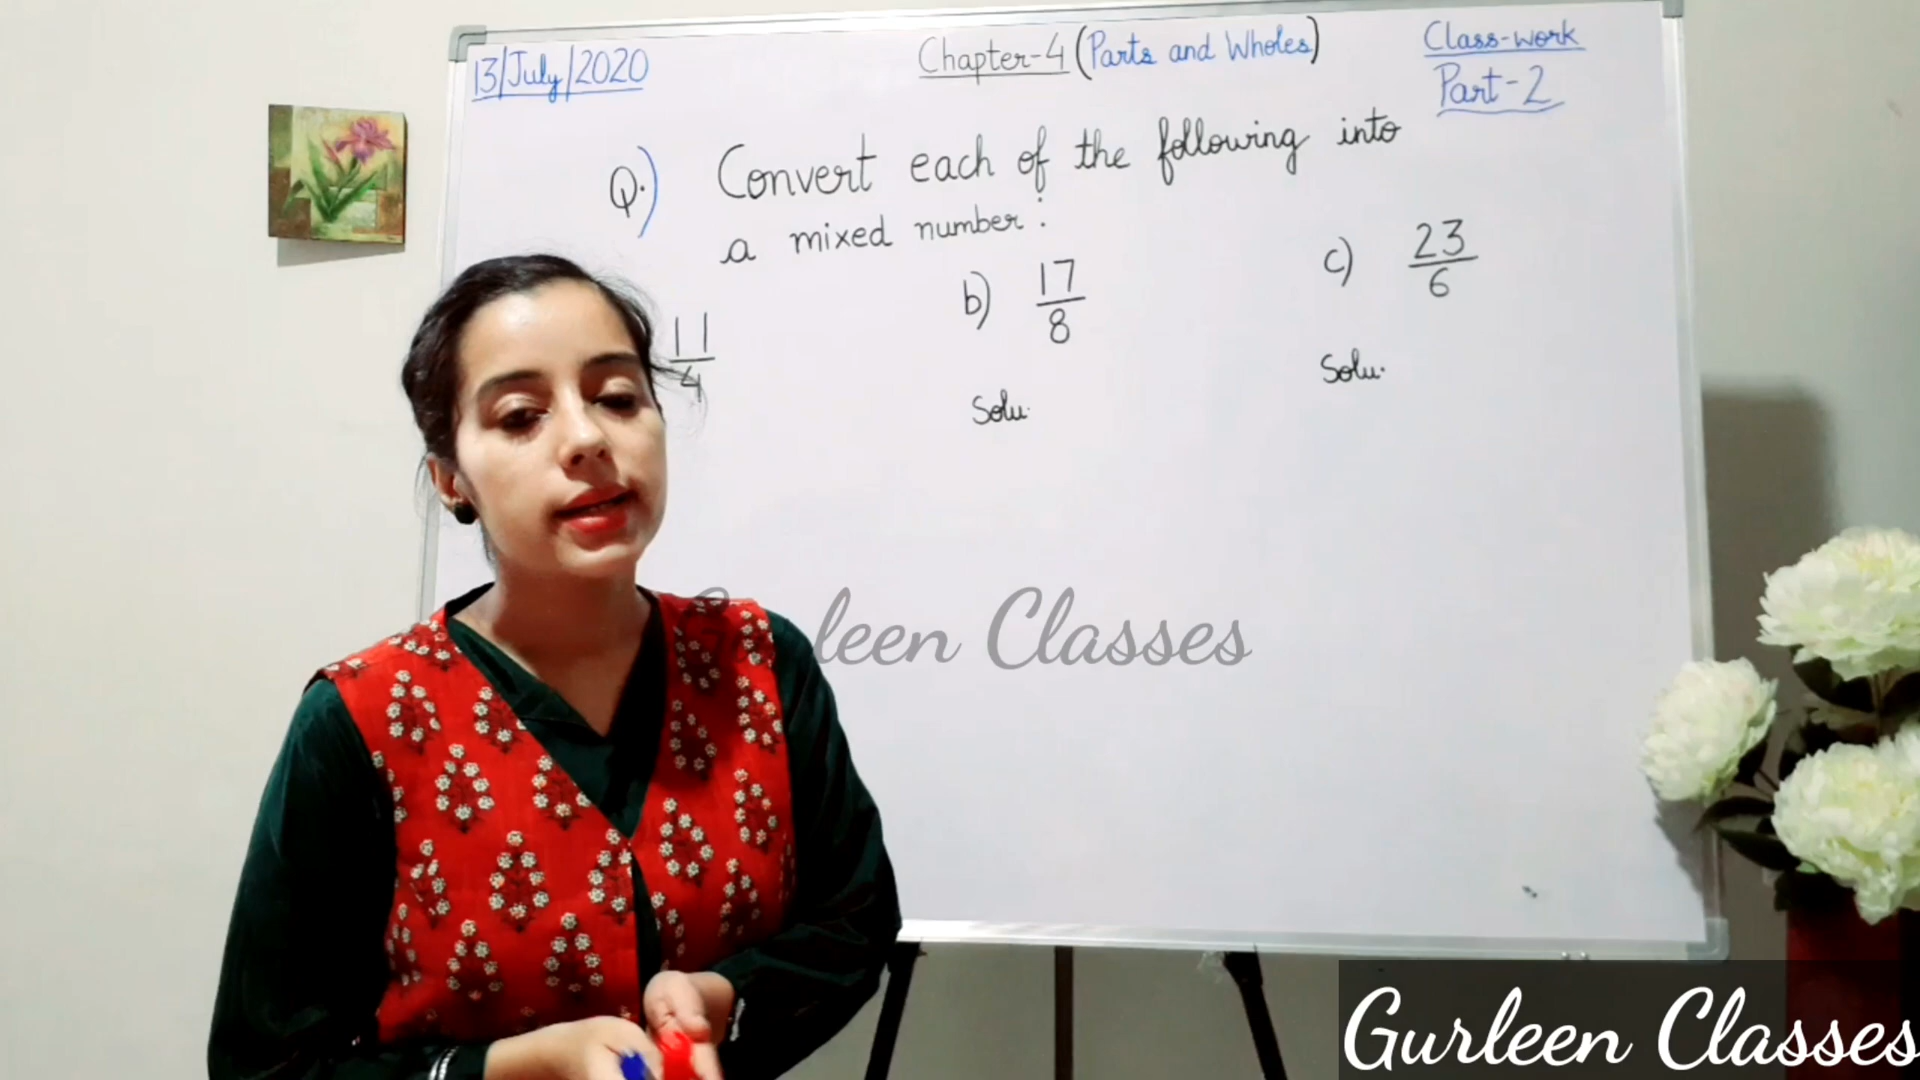 13/July/2020
Chapter-4 (Parts and Wholes)
Class-work
Part-2
Q.) Convert each of the following into
a mixed number:
11/4
b) 17/8
c) 23/6
Solu.
Solu.
leen Classes
Gurleen Classes